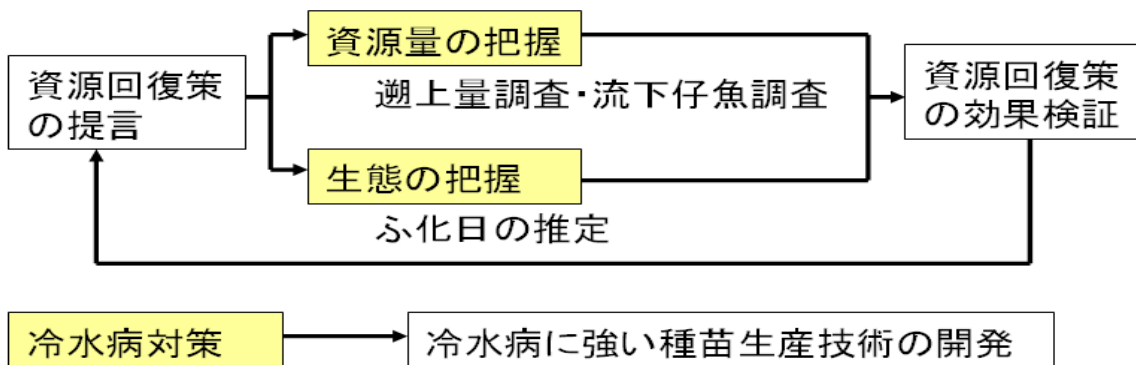 資源回復策
の提言
資源量の把握
遡上量調査・流下仔魚調査
生態の把握
ふ化日の推定
資源回復策
の効果検証
冷水病対策
冷水病に強い種苗生産技術の開発